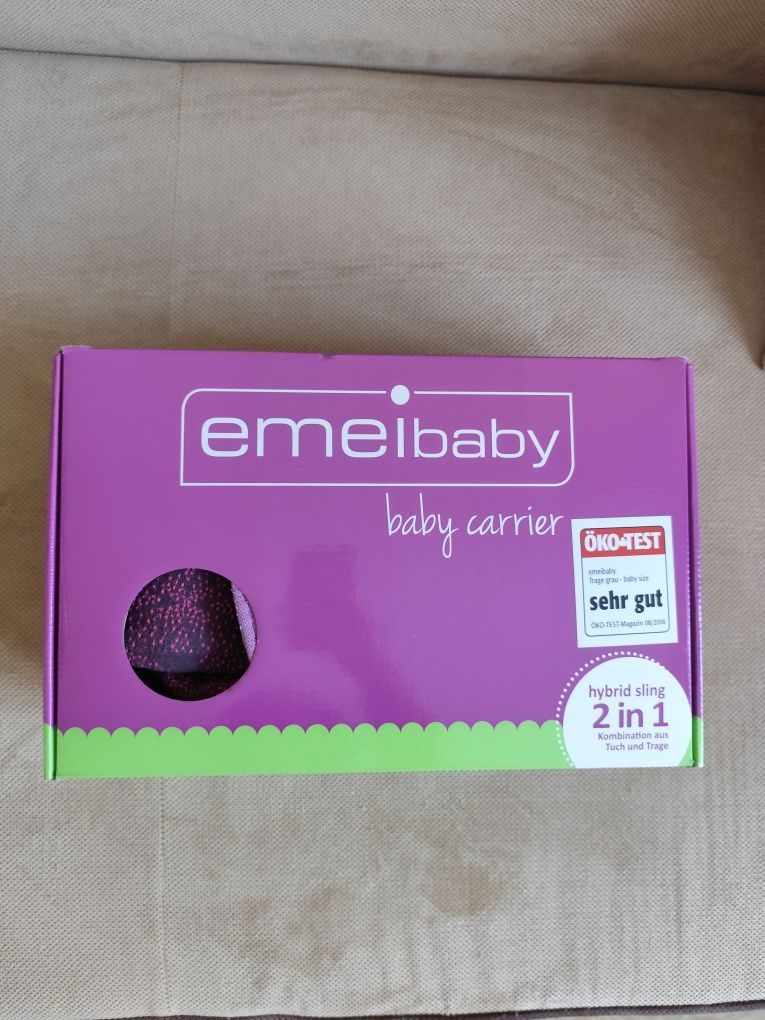 emeibaby
baby carrier
ÖKO-TEST
emeibaby
Trage grau - baby size
sehr gut
ÖKO-TEST-Magazin 08/2016
hybrid sling
2 in 1
Kombination aus
Tuch und Trage